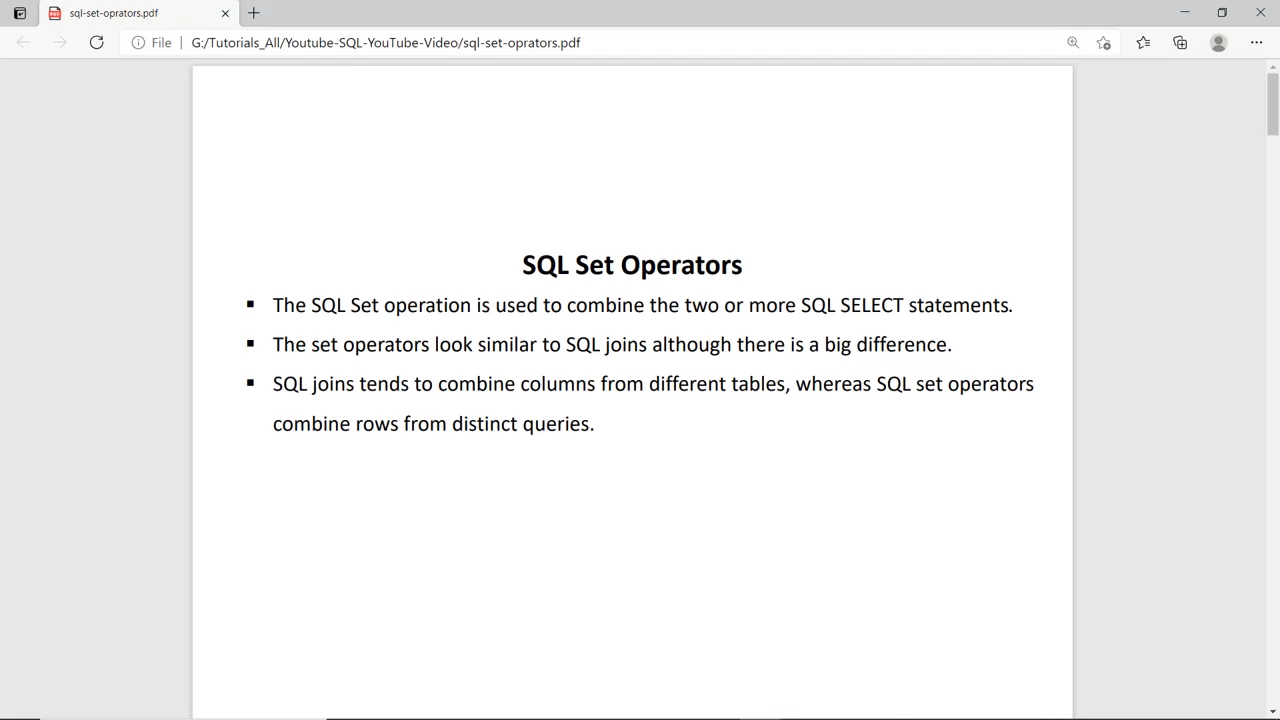 sql-set-oprators.pdf
File | G:/Tutorials_All/Youtube-SQL-YouTube-Video/sql-set-oprators.pdf
SQL Set Operators
▪ The SQL Set operation is used to combine the two or more SQL SELECT statements.
▪ The set operators look similar to SQL joins although there is a big difference.
▪ SQL joins tends to combine columns from different tables, whereas SQL set operators
combine rows from distinct queries.